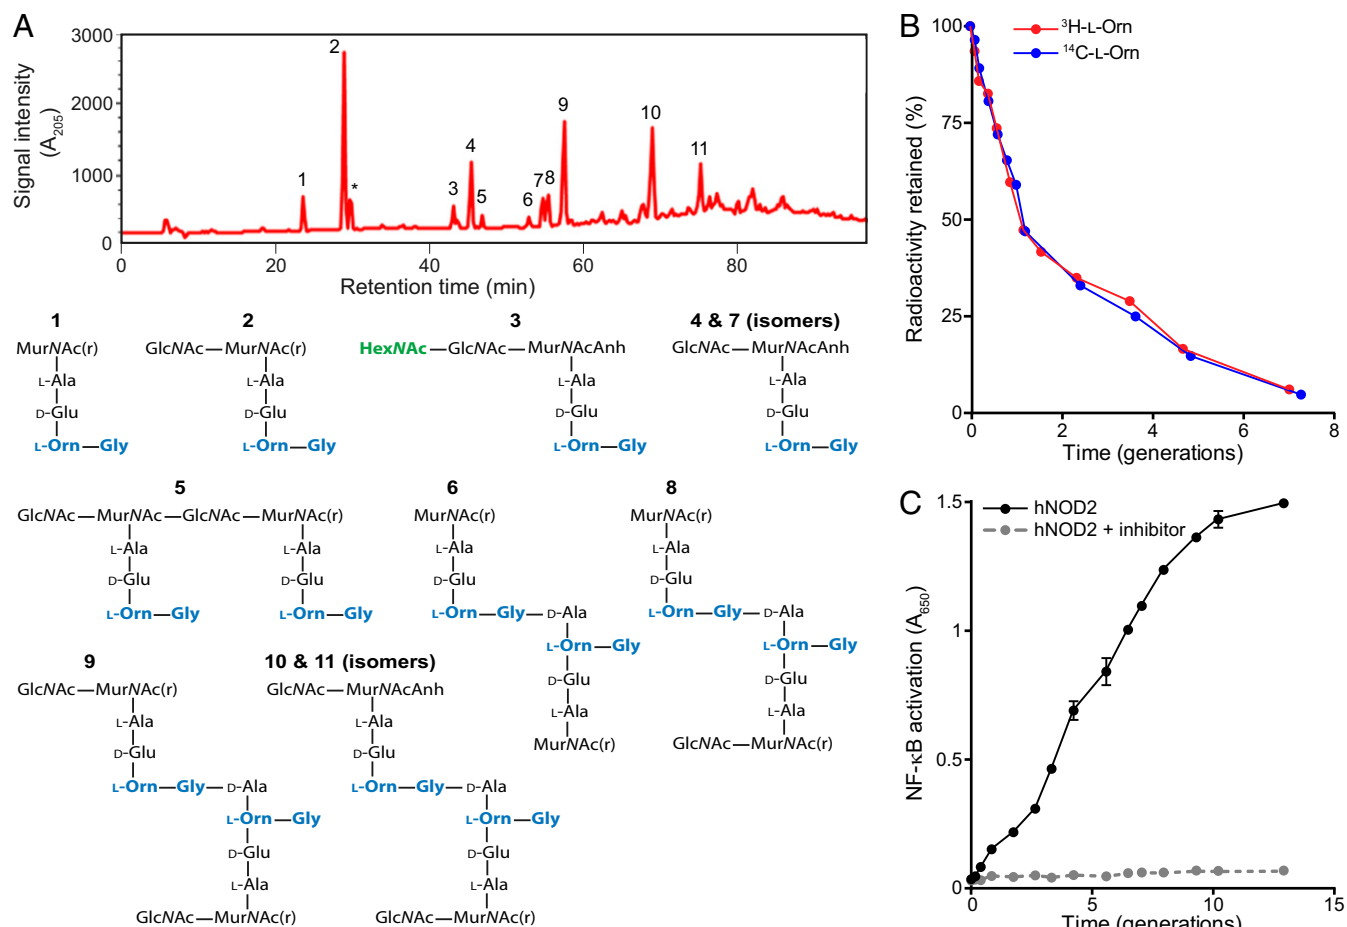 A
Signal intensity
(A205)
3000
2000
1000
0
0
20
40
60
80
Retention time (min)
1
2
*
3
4
5
6
7
8
9
10
11
1
MurNAc(r)
L-Ala
D-Glu
L-Orn—Gly
2
GlcNAc—MurNAc(r)
L-Ala
D-Glu
L-Orn—Gly
3
HexNAc—GlcNAc—MurNAcAnh
L-Ala
D-Glu
L-Orn—Gly
4 & 7 (isomers)
GlcNAc—MurNAcAnh
L-Ala
D-Glu
L-Orn—Gly
5
GlcNAc—MurNAc—GlcNAc—MurNAc(r)
L-Ala L-Ala
D-Glu D-Glu
L-Orn—Gly L-Orn—Gly
6
MurNAc(r)
L-Ala
D-Glu
L-Orn—Gly—D-Ala
L-Orn—Gly
D-Glu
L-Ala
MurNAc(r)
8
MurNAc(r)
L-Ala
D-Glu
L-Orn—Gly—D-Ala
L-Orn—Gly
D-Glu
L-Ala
GlcNAc—MurNAc(r)
9
GlcNAc—MurNAc(r)
L-Ala
D-Glu
L-Orn—Gly—D-Ala
L-Orn—Gly
D-Glu
L-Ala
GlcNAc—MurNAc(r)
10 & 11 (isomers)
GlcNAc—MurNAcAnh
L-Ala
D-Glu
L-Orn—Gly—D-Ala
L-Orn—Gly
D-Glu
L-Ala
GlcNAc—MurNAc(r)
B
Radioactivity retained (%)
100
75
50
25
0
0
2
4
6
8
Time (generations)
3H-L-Orn
14C-L-Orn
C
NF-κB activation (A650)
1.5
1
0.5
0
0
5
10
15
Time (generations)
hNOD2
hNOD2 + inhibitor